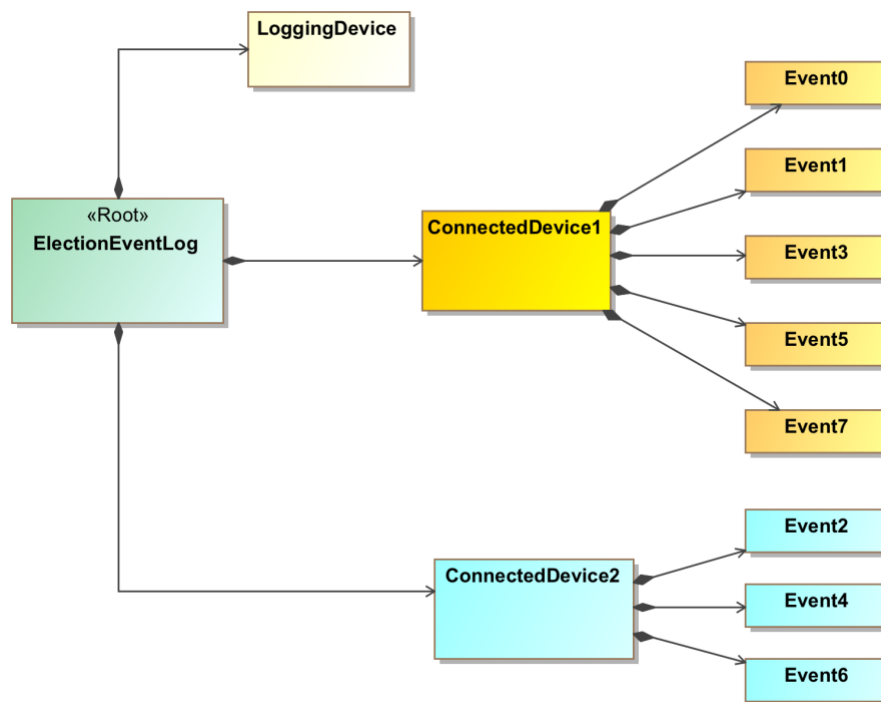 LoggingDevice
«Root»
ElectionEventLog
ConnectedDevice1
Event0
Event1
Event3
Event5
Event7
ConnectedDevice2
Event2
Event4
Event6